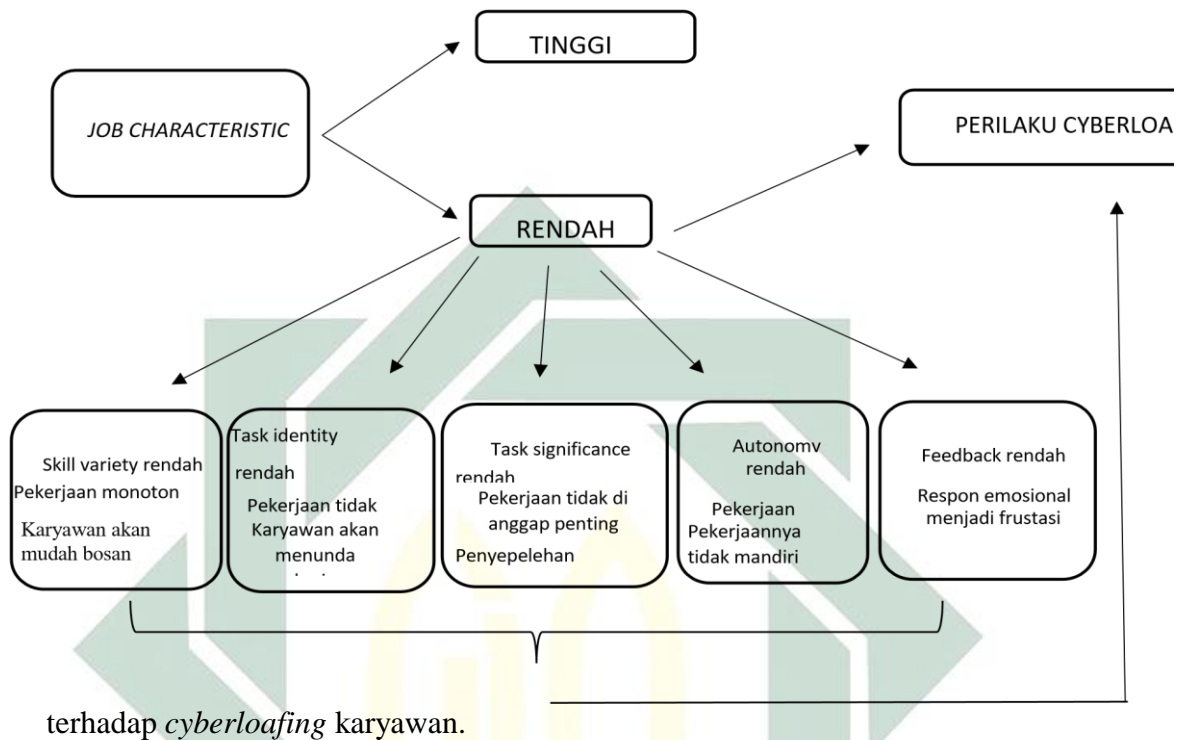 TINGGI
JOB CHARACTERISTIC
PERILAKU CYBERLOA
RENDAH
Skill variety rendah
Pekerjaan monoton
Karyawan akan
mudah bosan
Task identity
rendah
Pekerjaan tidak
Karyawan akan
menunda
Task significance
rendah
Pekerjaan tidak di
anggap penting
Penyepelehan
Autonomy
rendah
Pekerjaan
Pekerjaannya
tidak mandiri
Feedback rendah
Respon emosional
menjadi frustasi
terhadap cyberloafing karyawan.